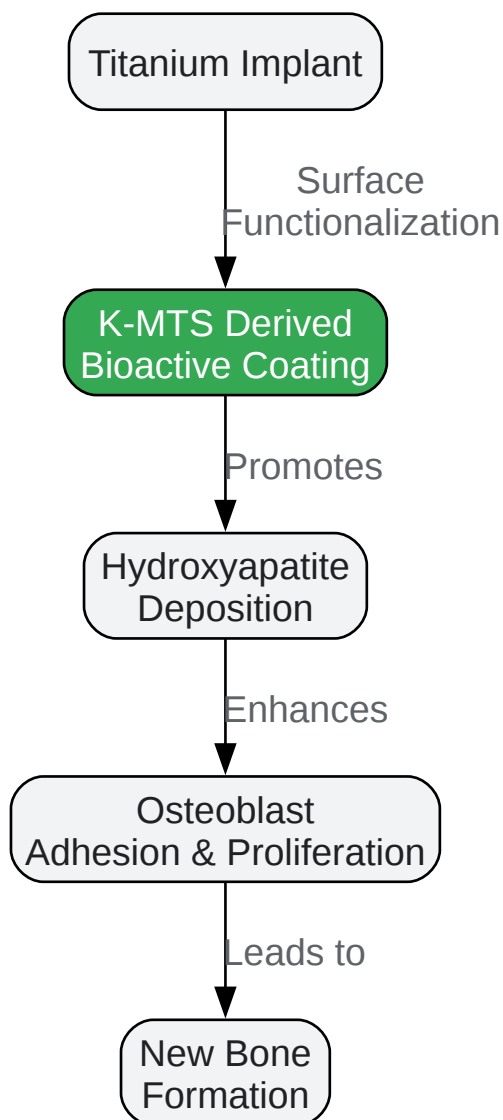 Titanium Implant
Surface
Functionalization
K-MTS Derived
Bioactive Coating
Promotes
Hydroxyapatite
Deposition
Enhances
Osteoblast
Adhesion & Proliferation
Leads to
New Bone
Formation